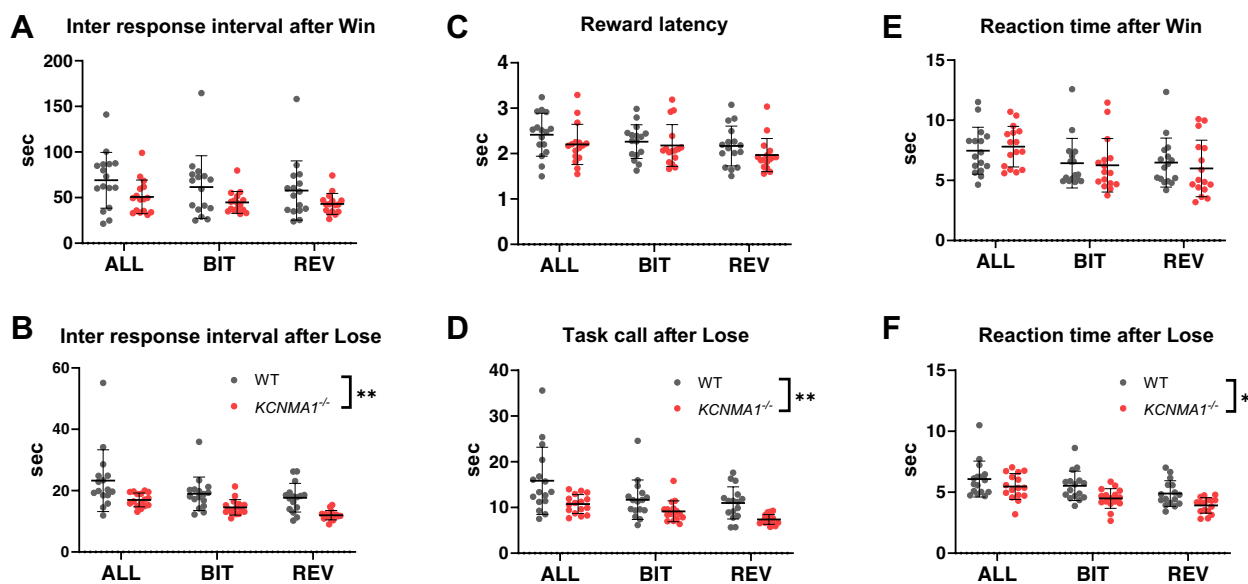 A Inter response interval after Win
200
150
100
50
0
sec
ALL BIT REV
C Reward latency
4
3
2
1
0
sec
ALL BIT REV
E Reaction time after Win
15
10
5
0
sec
ALL BIT REV
B Inter response interval after Lose
60
40
20
0
sec
WT
KCNMA1-/-
**
ALL BIT REV
D Task call after Lose
40
30
20
10
0
sec
WT
KCNMA1-/-
**
ALL BIT REV
F Reaction time after Lose
15
10
5
0
sec
WT
KCNMA1-/-
*
ALL BIT REV